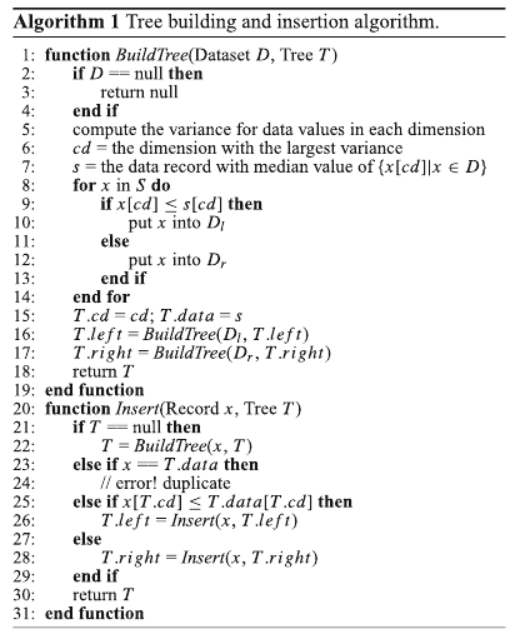 Algorithm 1 Tree building and insertion algorithm.
1: function BuildTree(Dataset D, Tree T)
2: if D == null then
3: return null
4: end if
5: compute the variance for data values in each dimension
6: cd = the dimension with the largest variance
7: s = the data record with median value of {x[cd]|x ∈ D}
8: for x in S do
9: if x[cd] ≤ s[cd] then
10: put x into Dl
11: else
12: put x into Dr
13: end if
14: end for
15: T.cd = cd; T.data = s
16: T.left = BuildTree(Dl, T.left)
17: T.right = BuildTree(Dr, T.right)
18: return T
19: end function
20: function Insert(Record x, Tree T)
21: if T == null then
22: T = BuildTree(x, T)
23: else if x == T.data then
24: // error! duplicate
25: else if x[T.cd] ≤ T.data[T.cd] then
26: T.left = Insert(x, T.left)
27: else
28: T.right = Insert(x, T.right)
29: end if
30: return T
31: end function